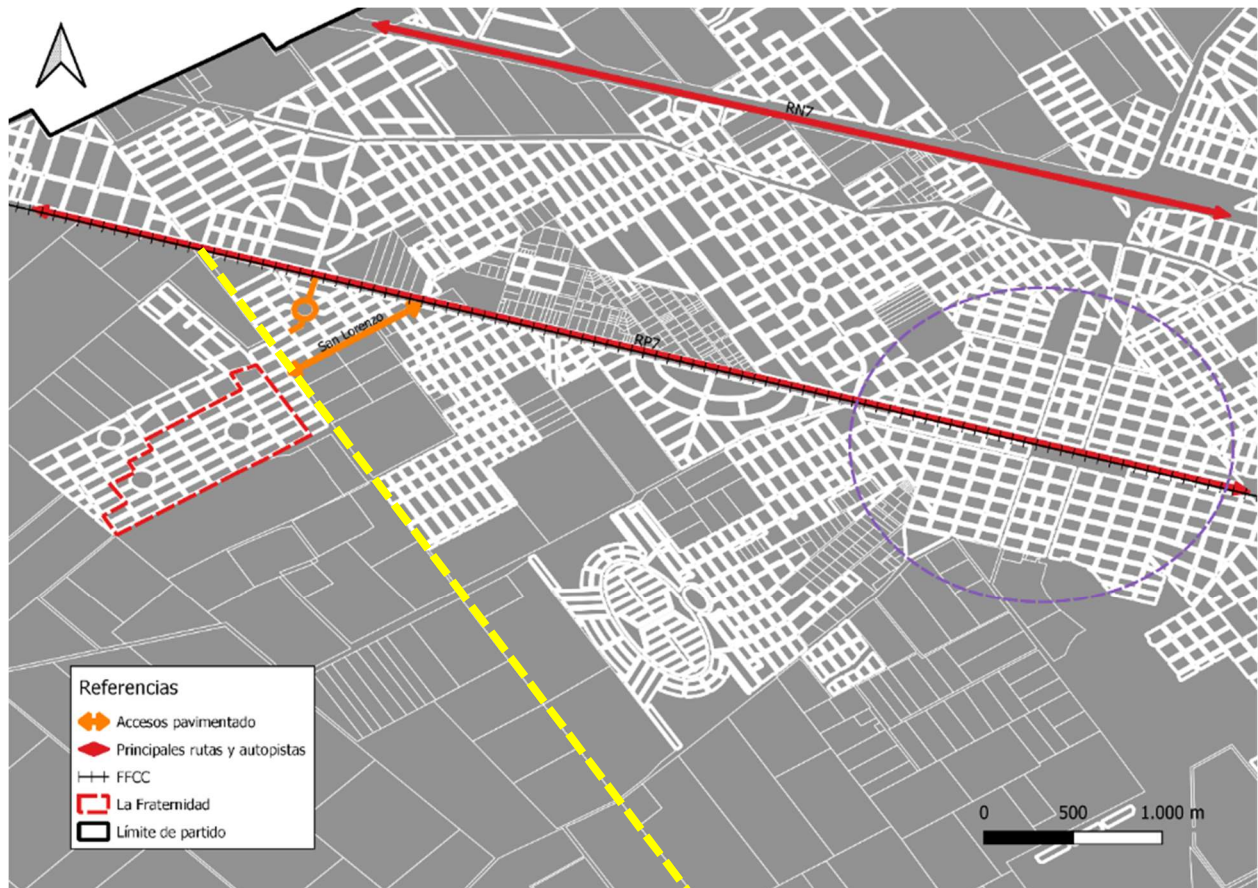 RN7
San Lorenzo
RP7
Referencias
Accesos pavimentado
Principales rutas y autopistas
FFCC
La Fraternidad
Límite de partido
0 500 1.000 m